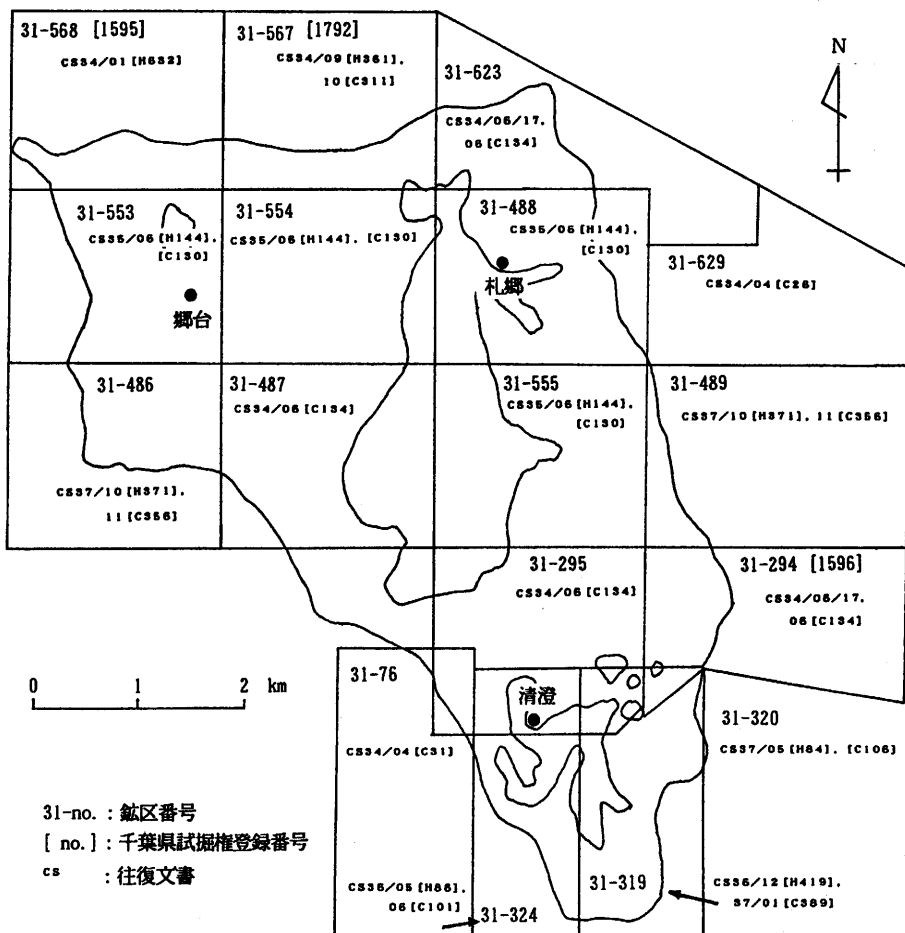 31-568 [1595]
CS34/01 [H632]
31-567 [1792]
CS34/09 [H361],
10 [C311]
31-623
CS34/06/17,
06 [C134]
N
31-553
CS35/06 [H144],
[C130]
郷台
31-554
CS35/06 [H144], [C130]
31-488
CS35/06 [H144],
[C130]
札郷
31-629
CS34/04 [C26]
31-486
CS37/10 [H371],
11 [C356]
31-487
CS34/06 [C134]
31-555
CS35/06 [H144],
[C130]
31-489
CS37/10 [H371], 11 [C356]
31-295
CS34/06 [C134]
31-294 [1596]
CS34/06/17,
06 [C134]
0 1 2 km
31-76
CS34/04 [C31]
清澄
31-320
CS37/05 [H84], [C106]
31-no. : 鉱区番号
[ no. ] : 千葉県試掘権登録番号
cs : 往復文書
CS36/05 [H86],
06 [C101]
31-324
31-319
CS36/12 [H419],
37/01 [C389]